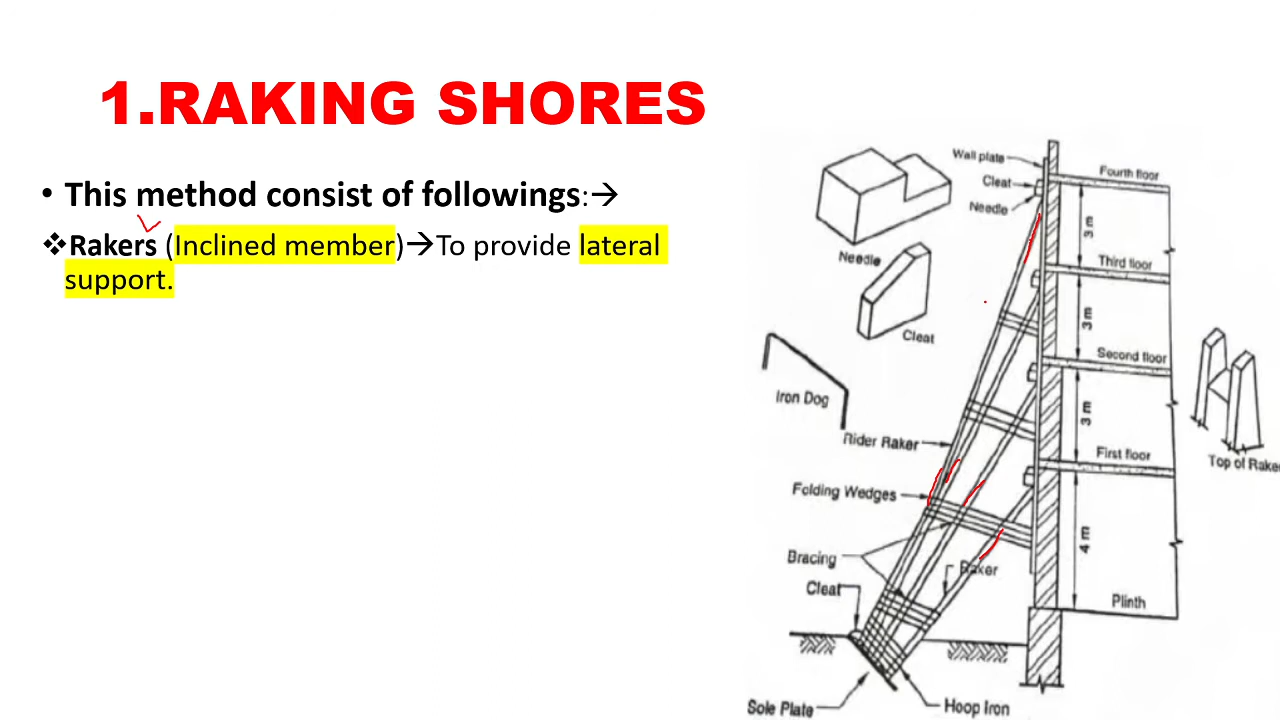 1.RAKING SHORES
• This method consist of followings:→
❖Rakers (Inclined member)→To provide lateral
support.
Wall plate
Cleat
Needle
Fourth floor
3 m
Third floor
3 m
Second floor
3 m
First floor
4 m
Plinth
Needle
Cleat
Iron Dog
Rider Raker
Folding Wedges
Bracing
Raker
Cleat
Sole Plate
Hoop Iron
Top of Raker